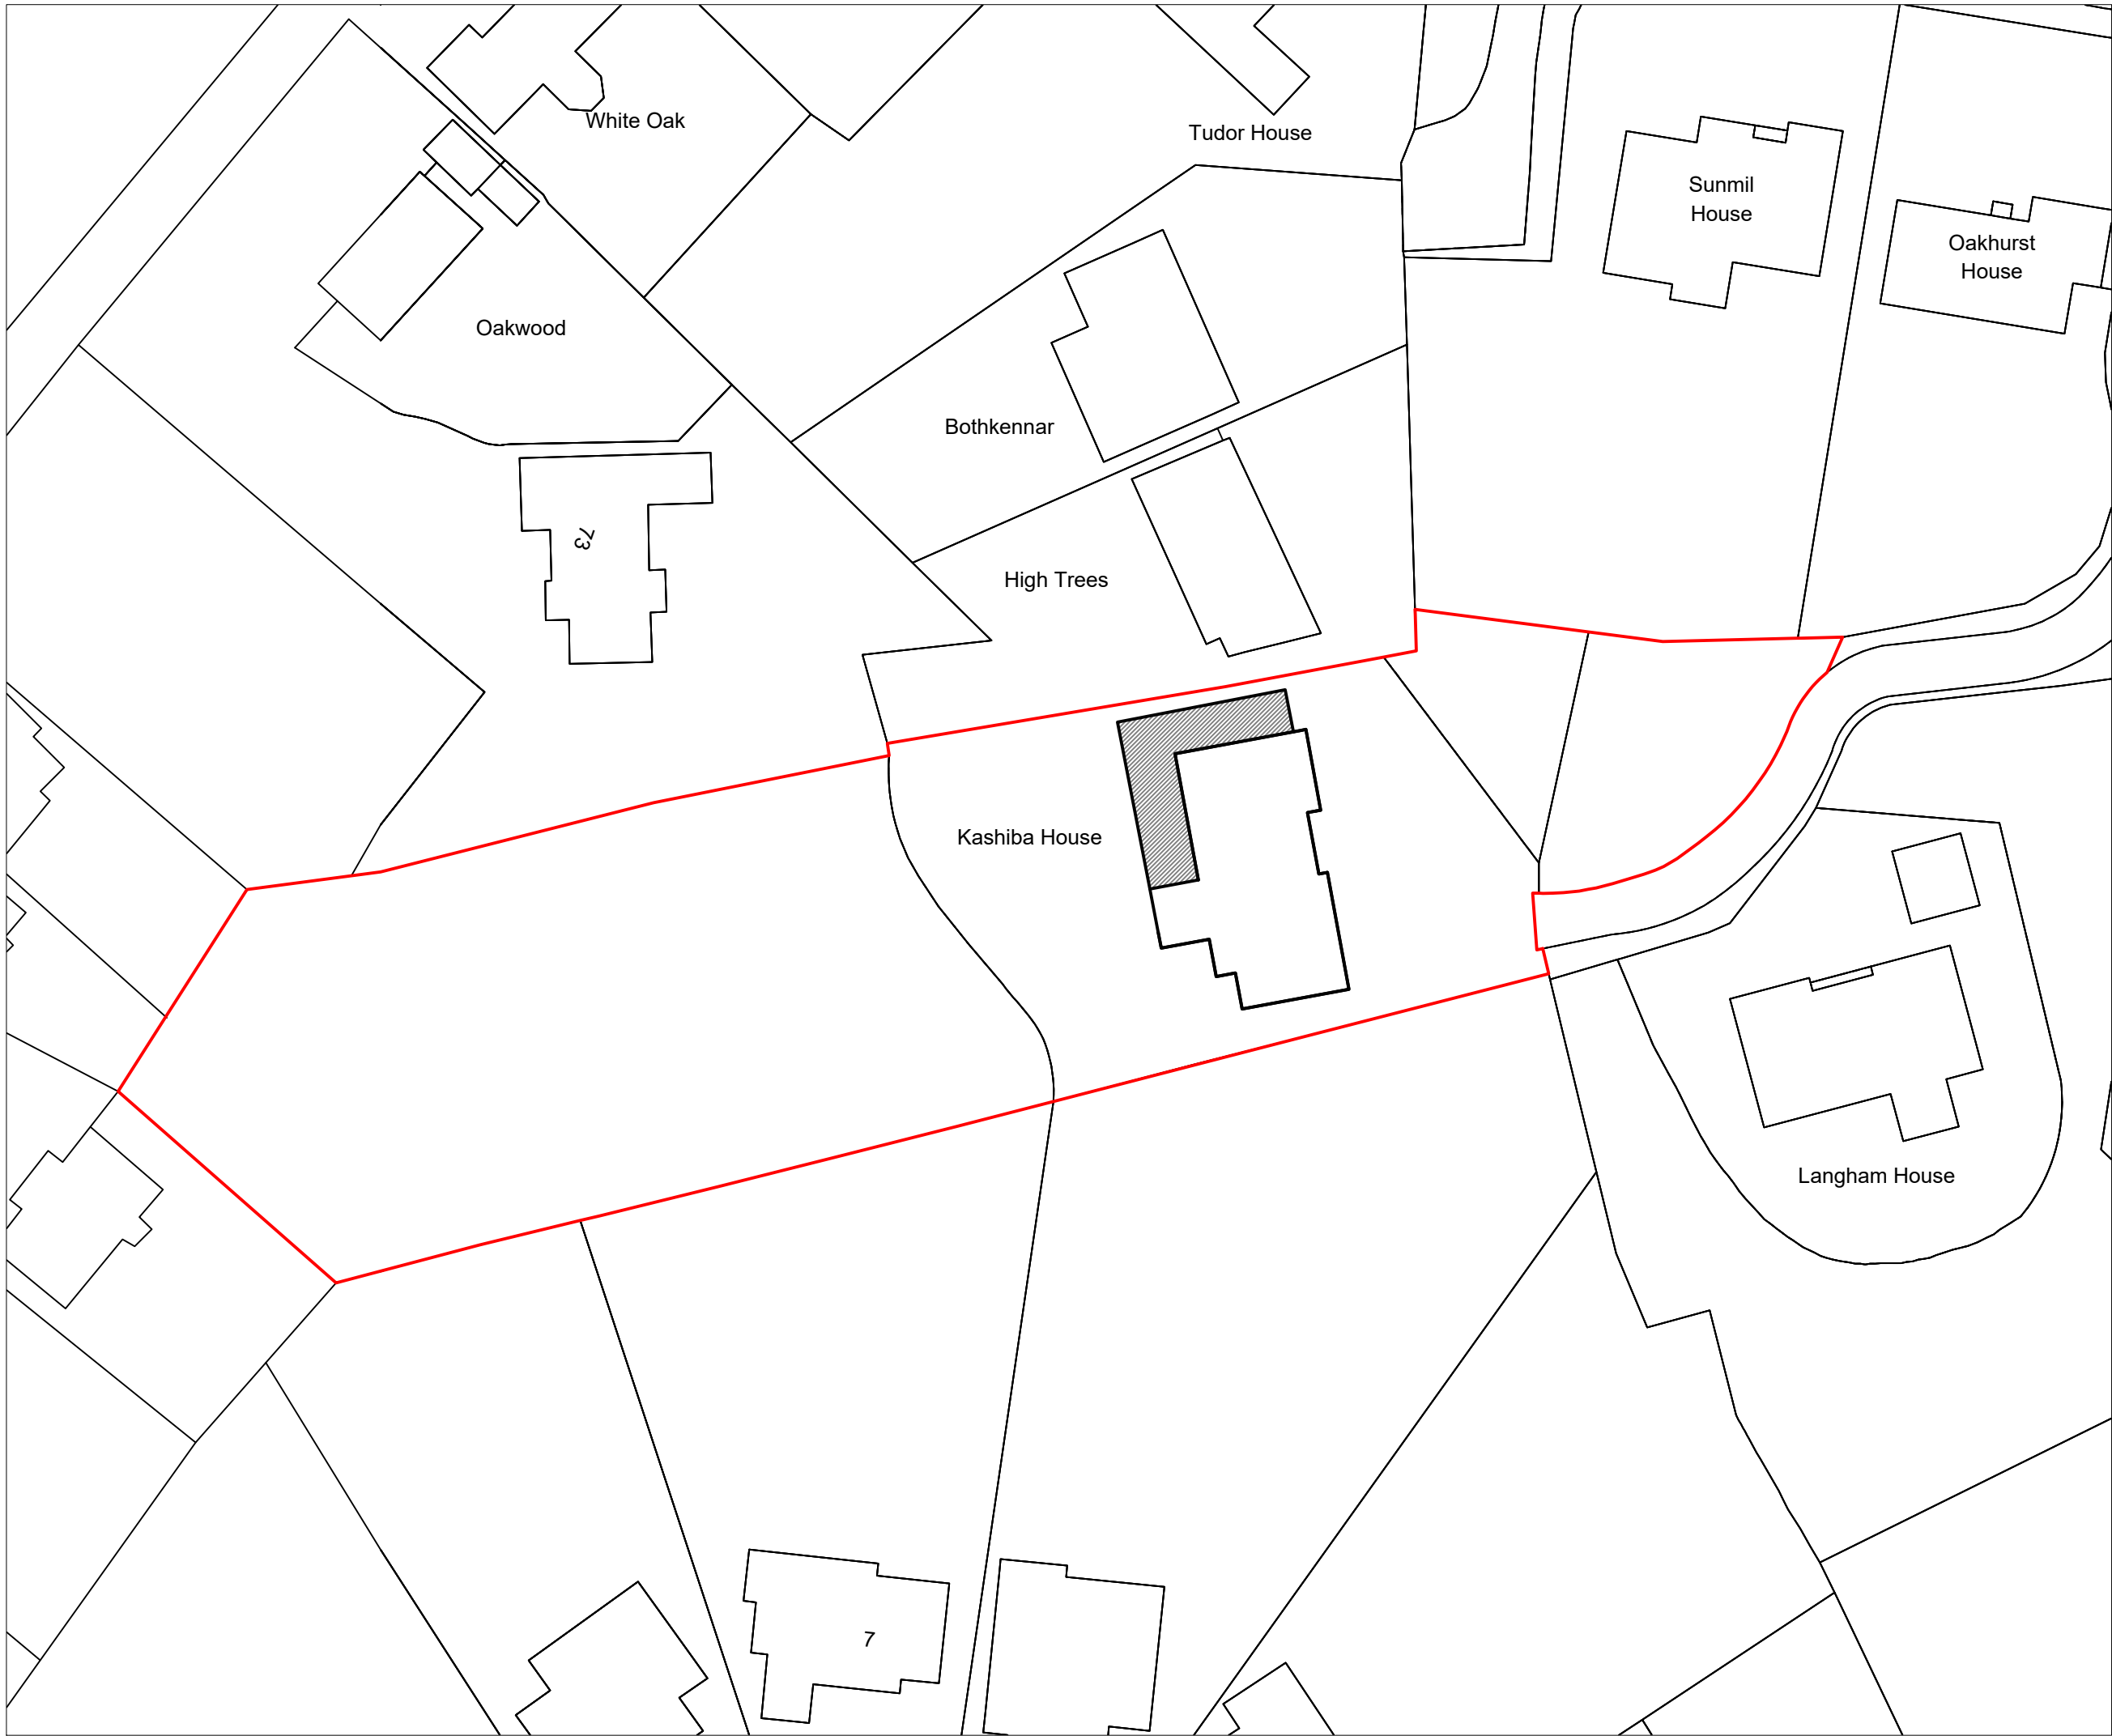 White Oak
Tudor House
Sunmil
House
Oakhurst
House
Oakwood
Bothkennar
73
High Trees
Kashiba House
Langham House
7